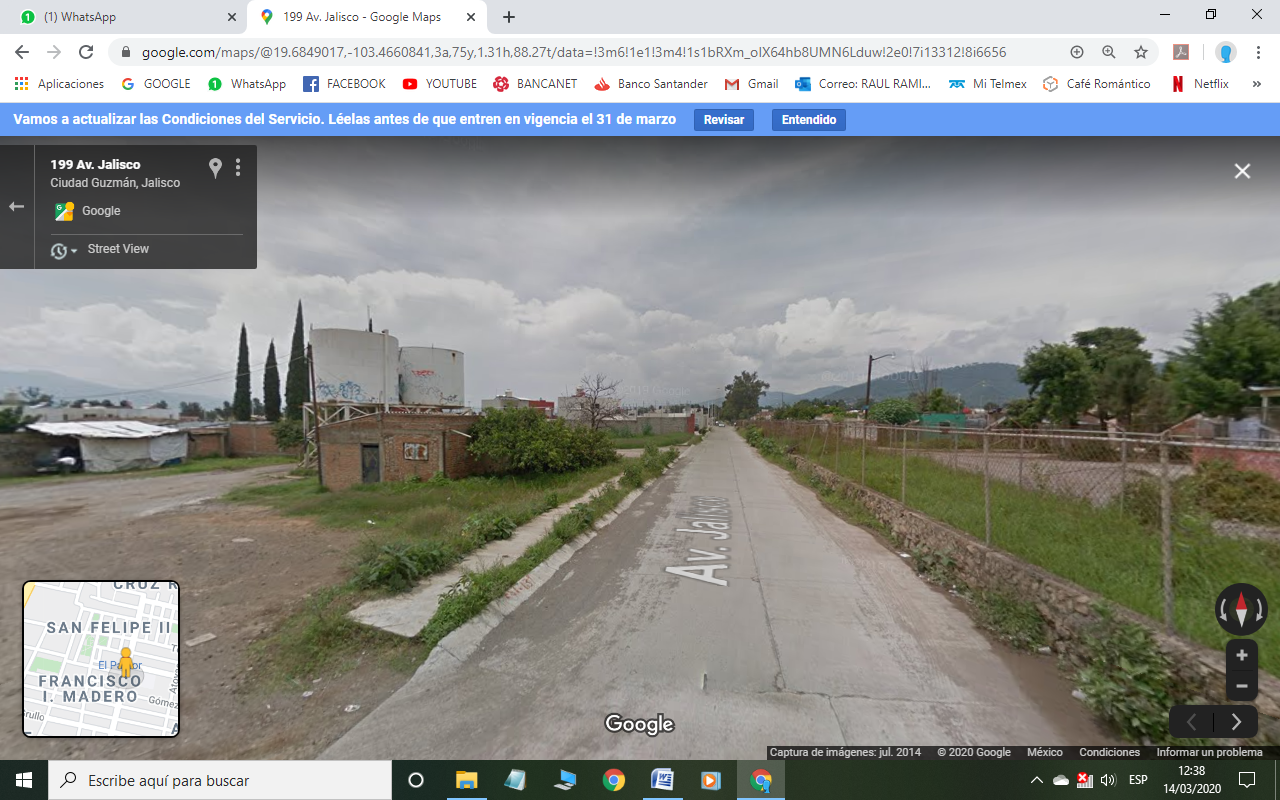 (1) WhatsApp
199 Av. Jalisco - Google Maps
google.com/maps/@19.6849017,-103.4660841,3a,75y,1.31h,88.27t/data=!3m6!1e1!3m4!1s1bRXm_oIX64hb8UMN6Lduw!2e0!7i13312!8i6656
Aplicaciones GOOGLE WhatsApp FACEBOOK YOUTUBE BANCANET Banco Santander Gmail Correo: RAUL RAMI... Mi Telmex Café Romántico Netflix »
Vamos a actualizar las Condiciones del Servicio. Léelas antes de que entren en vigencia el 31 de marzo Revisar Entendido
199 Av. Jalisco
Ciudad Guzmán, Jalisco
Google
Street View
Av. Jalisco
CRUZ R
SAN FELIPE II
El Pastor
FRANCISCO
I. MADERO
Gómez
Google
Captura de imágenes: jul. 2014 © 2020 Google México Condiciones Informar un problema
Escribe aquí para buscar
ESP
12:38
14/03/2020